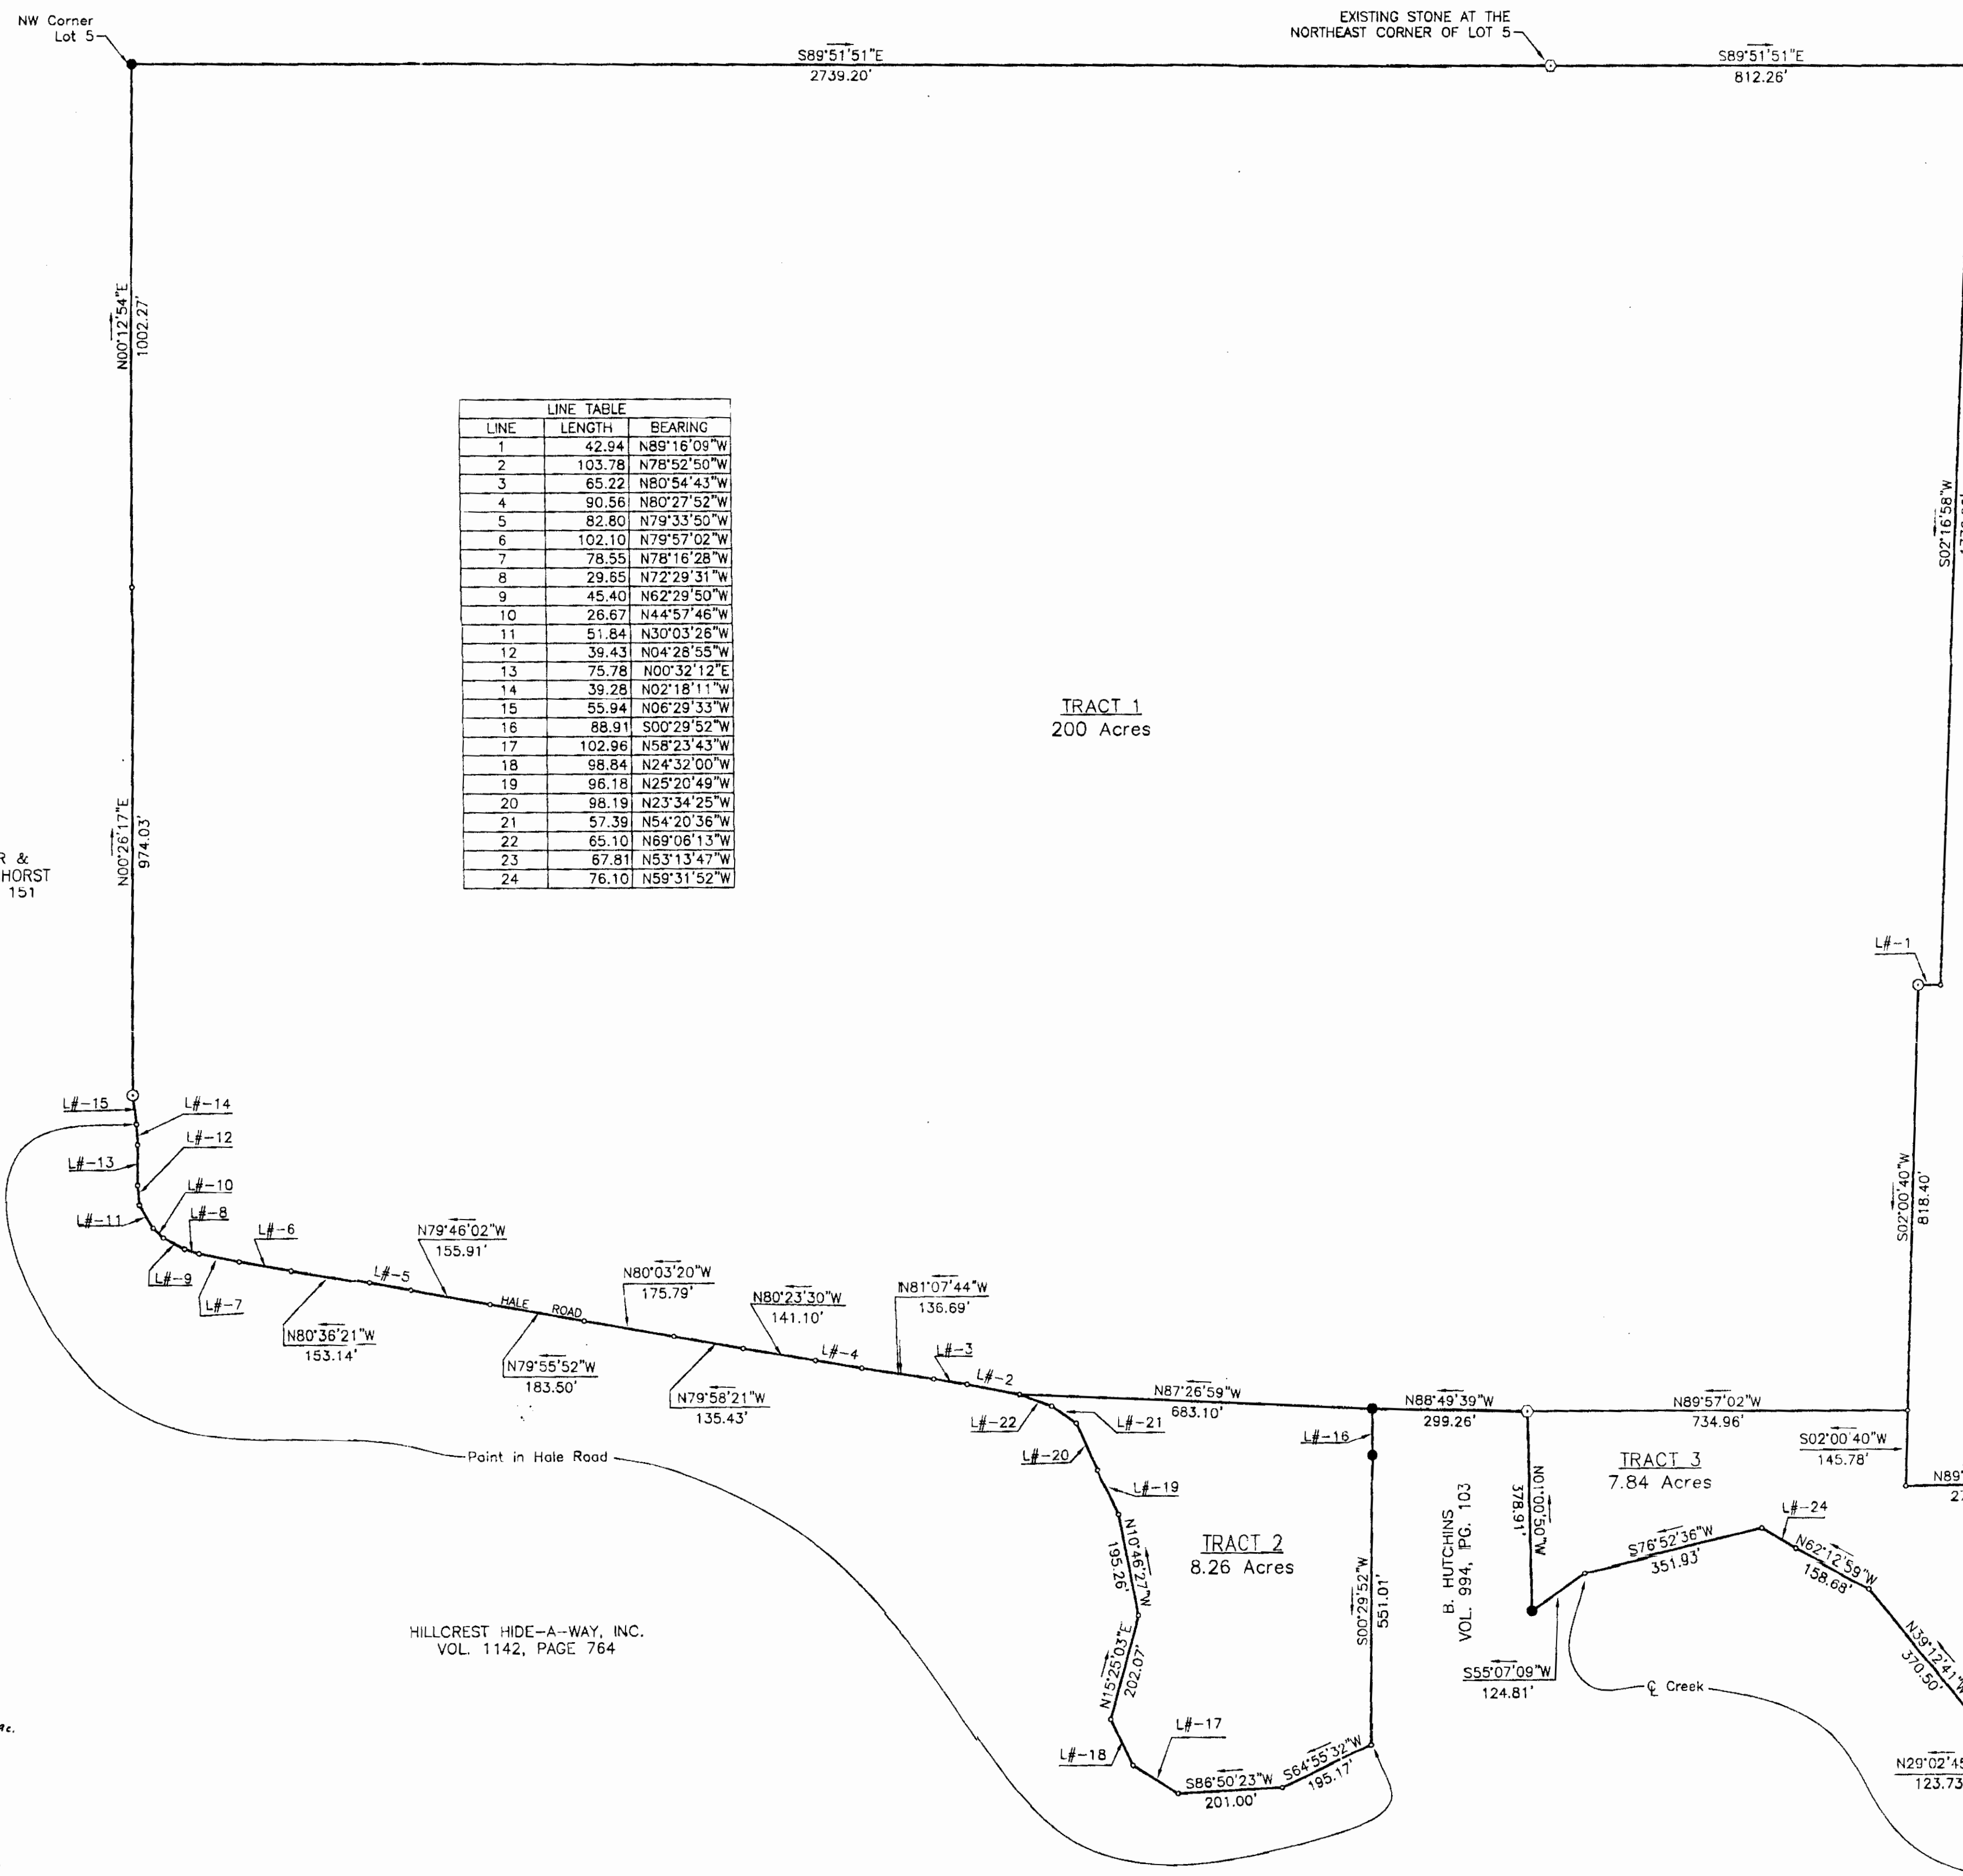 NW Corner
Lot 5
S89°51'51"E
2739.20'
EXISTING STONE AT THE
NORTHEAST CORNER OF LOT 5
S89°51'51"E
812.26'
N00°12'54"E
1002.27'
S02°16'58"W
LINE TABLE
LINE LENGTH BEARING
1 42.94 N89°16'09"W
2 103.78 N78°52'50"W
3 65.22 N80°54'43"W
4 90.56 N80°27'52"W
5 82.80 N79°33'50"W
6 102.10 N79°57'02"W
7 78.55 N78°16'28"W
8 29.65 N72°29'31"W
9 45.40 N62°29'50"W
10 26.67 N44°57'46"W
11 51.84 N30°03'26"W
12 39.43 N04°28'55"W
13 75.78 N00°32'12"E
14 39.28 N02°18'11"W
15 55.94 N06°29'33"W
16 88.91 S00°29'52"W
17 102.96 N58°23'43"W
18 98.84 N24°32'00"W
19 96.18 N25°20'49"W
20 98.19 N23°34'25"W
21 57.39 N54°20'36"W
22 65.10 N69°06'13"W
23 67.81 N53°13'47"W
24 76.10 N59°31'52"W
TRACT 1
200 Acres
N00°26'17"E
974.03'
R &
HORST
151
L#-1
S02°00'40"W
818.40'
L#-15
L#-14
L#-12
L#-13
L#-10
L#-11
L#-8
L#-9
L#-7
L#-6
N80°36'21"W
153.14'
L#-5
N79°46'02"W
155.91'
HALE ROAD
N79°55'52"W
183.50'
N80°03'20"W
175.79'
N79°58'21"W
135.43'
N80°23'30"W
141.10'
L#-4
N81°07'44"W
136.69'
L#-3
L#-2
N87°26'59"W
683.10'
N88°49'39"W
299.26'
N89°57'02"W
734.96'
L#-22
L#-21
L#-16
L#-20
L#-19
Point in Hale Road
S02°00'40"W
145.78'
N89°
27
TRACT 3
7.84 Acres
N01°00'50"W
378.91'
B. HUTCHINS
VOL. 994, PG. 103
L#-24
S76°52'36"W
351.93'
N62°12'59"W
158.68'
N10°46'27"W
195.26'
TRACT 2
8.26 Acres
S00°29'52"W
551.01'
HILLCREST HIDE-A-WAY, INC.
VOL. 1142, PAGE 764
N15°25'03"E
202.07'
S55°07'09"W
124.81'
℄ Creek
N39°12'41"W
370.50'
L#-17
L#-18
S86°50'23"W
201.00'
S64°55'32"W
195.17'
N29°02'45
123.73